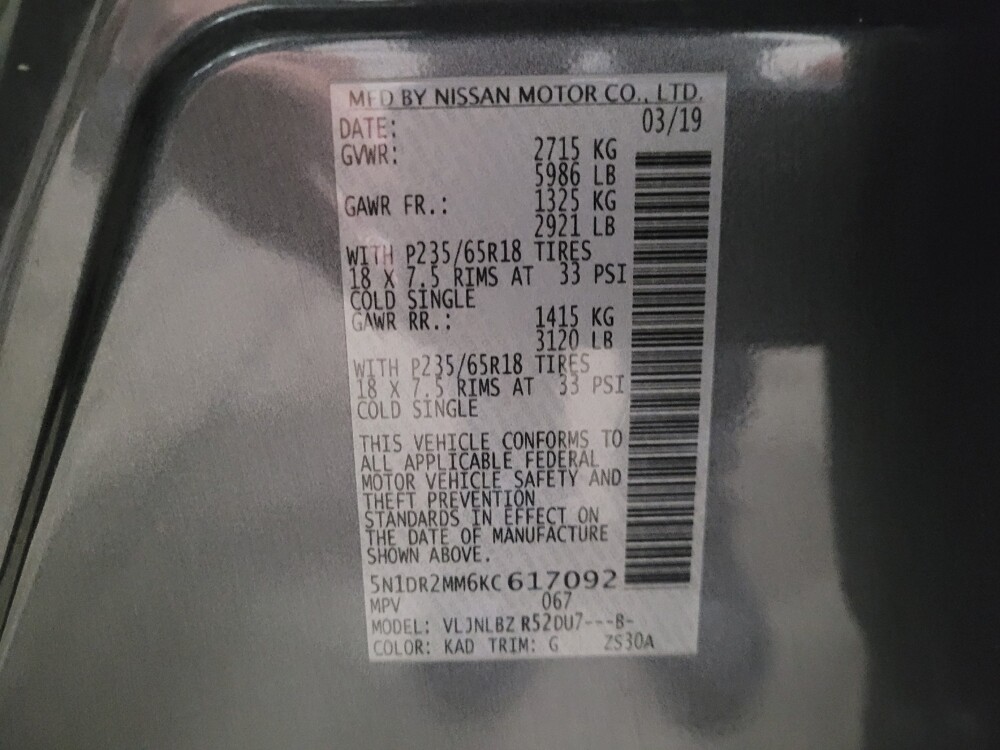 MFD BY NISSAN MOTOR CO., LTD.
DATE: 03/19
GVWR: 2715 KG
5986 LB
GAWR FR.: 1325 KG
2921 LB
WITH P235/65R18 TIRES
18 X 7.5 RIMS AT 33 PSI
COLD SINGLE
GAWR RR.: 1415 KG
3120 LB
WITH P235/65R18 TIRES
18 X 7.5 RIMS AT 33 PSI
COLD SINGLE
THIS VEHICLE CONFORMS TO
ALL APPLICABLE FEDERAL
MOTOR VEHICLE SAFETY AND
THEFT PREVENTION
STANDARDS IN EFFECT ON
THE DATE OF MANUFACTURE
SHOWN ABOVE.
5N1DR2MM6KC617092
MPV 067
MODEL: VLJNLBZ R52DU7---B-
COLOR: KAD TRIM: G ZS30A